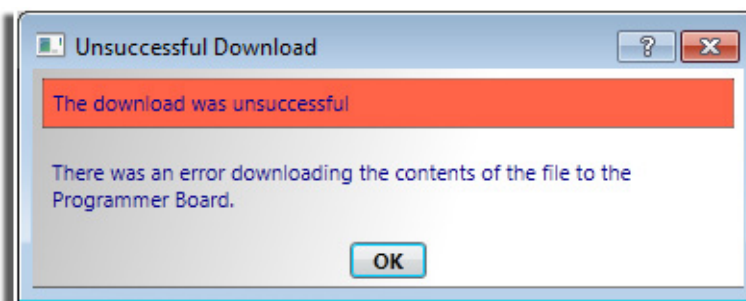 Unsuccessful Download
The download was unsuccessful
There was an error downloading the contents of the file to the
Programmer Board.
OK